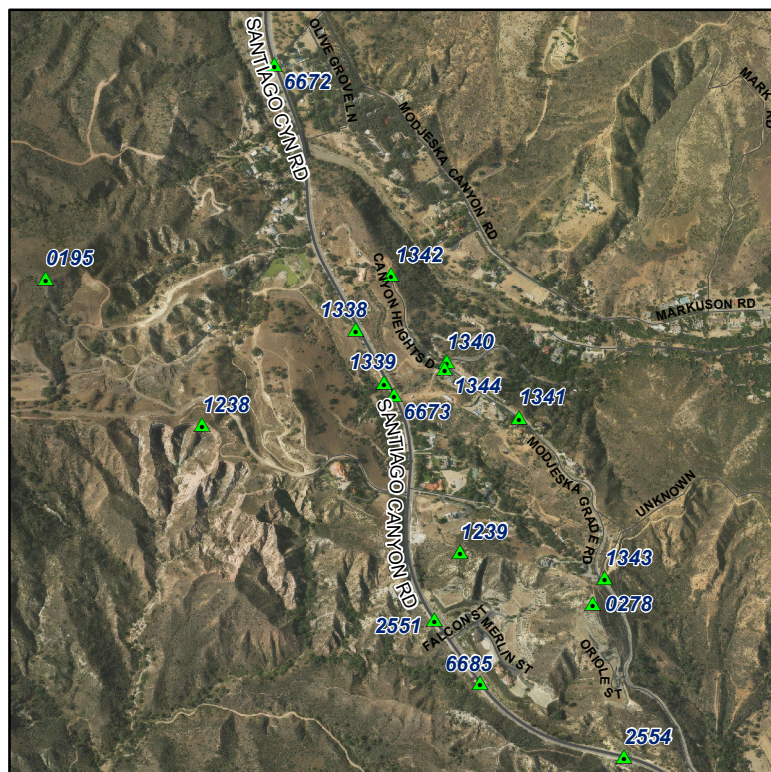 SANTIAGO CYN RD
OLIVE GROVE LN
6672
MODJESKA CANYON RD
MARK
RD
0195
1342
CANYON HEIGHTS D
1338
MARKUSON RD
1340
1339
1344
6673
1341
1238
SANTIAGO CANYON RD
MODJESKA GRADE RD
UNKNOWN
1239
1343
0278
2551
FALCON ST
MERLIN ST
ORIOLE ST
6685
2554